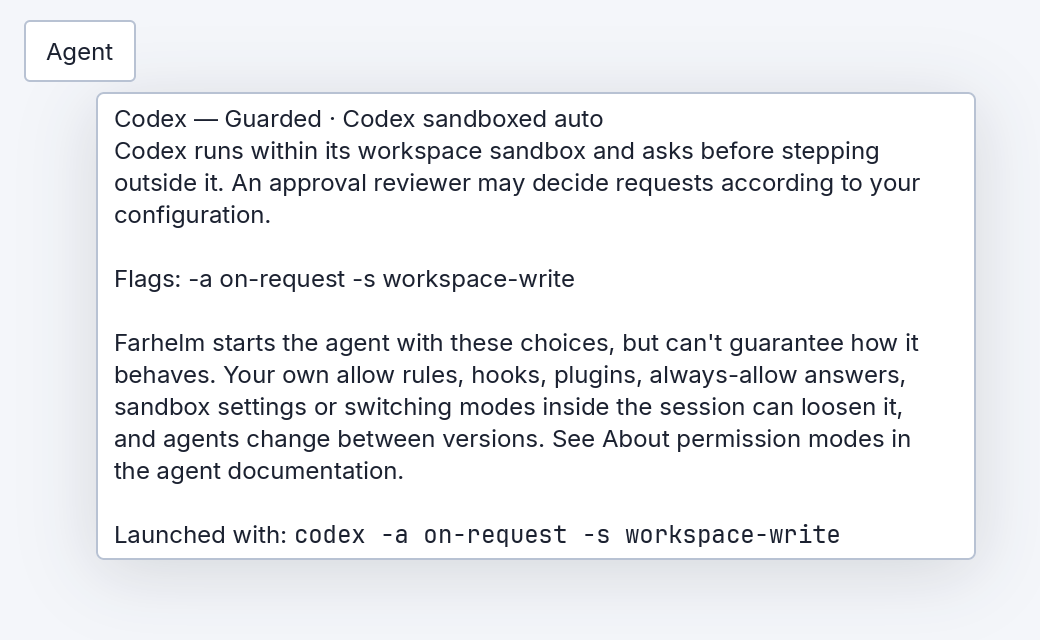 Agent
Codex — Guarded · Codex sandboxed auto
Codex runs within its workspace sandbox and asks before stepping
outside it. An approval reviewer may decide requests according to your
configuration.
Flags: -a on-request -s workspace-write
Farhelm starts the agent with these choices, but can't guarantee how it
behaves. Your own allow rules, hooks, plugins, always-allow answers,
sandbox settings or switching modes inside the session can loosen it,
and agents change between versions. See About permission modes in
the agent documentation.
Launched with: codex -a on-request -s workspace-write